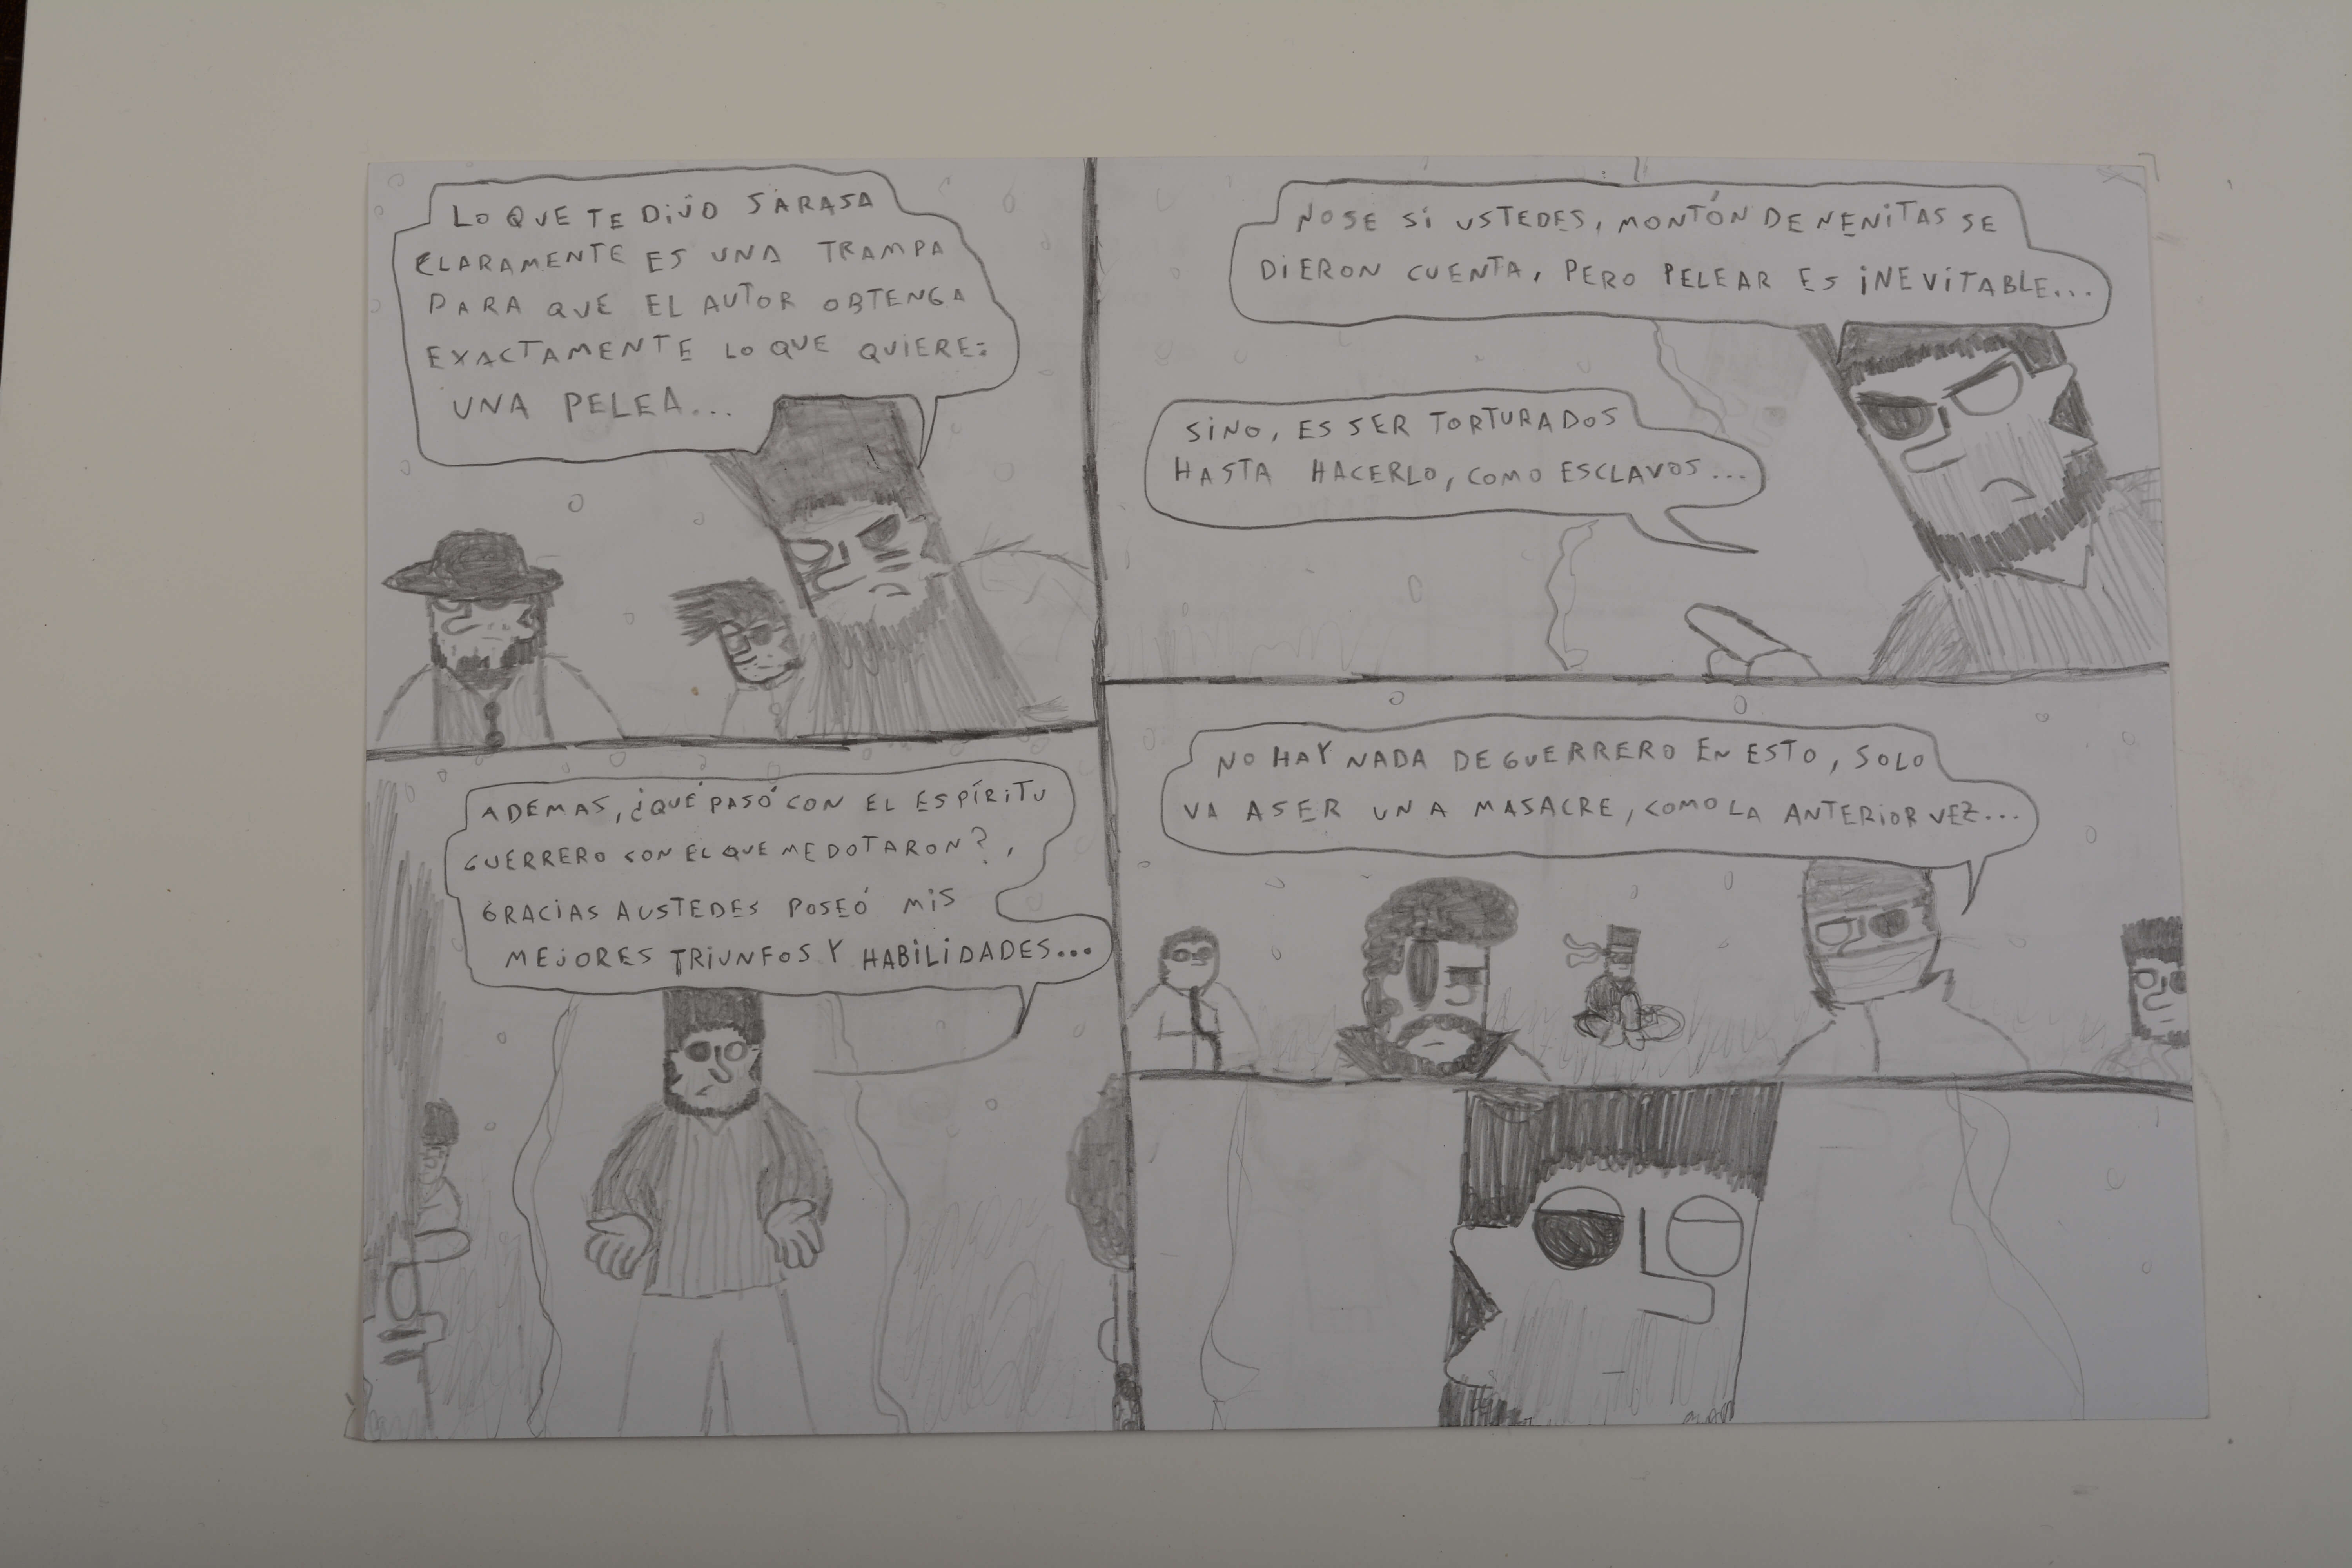 LO QUE TE DIJO SARASA
CLARAMENTE ES UNA TRAMPA
PARA QUE EL AUTOR OBTENGA
EXACTAMENTE LO QUE QUIERE:
UNA PELEA...
NOSE SI USTEDES, MONTÓN DE NENITAS SE
DIERON CUENTA, PERO PELEAR ES INEVITABLE...
SINO, ES SER TORTURADOS
HASTA HACERLO, COMO ESCLAVOS...
ADEMAS, ¿QUÉ PASÓ CON EL ESPÍRITU
GUERRERO CON EL QUE ME DOTARON?,
GRACIAS AUSTEDES POSEÓ MIS
MEJORES TRIUNFOS Y HABILIDADES...
NO HAY NADA DE GUERRERO EN ESTO, SOLO
VA ASER UNA MASACRE, COMO LA ANTERIOR VEZ...